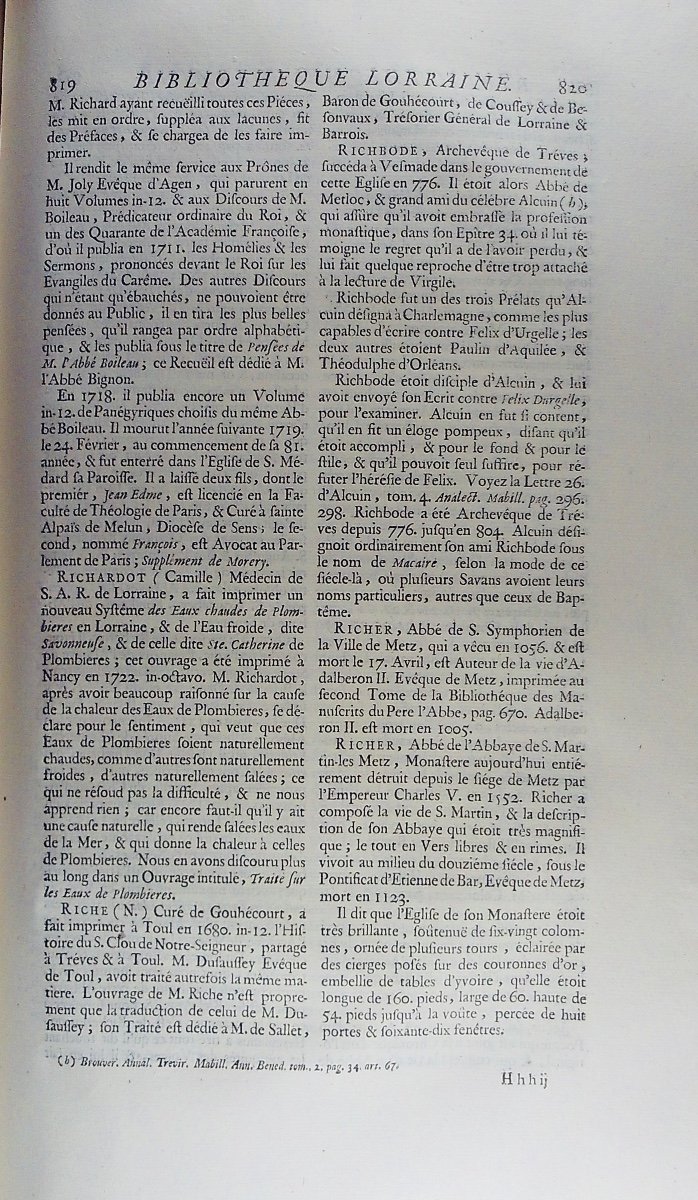 819 BIBLIOTHEQUE LORRAINE. 820
M. Richard ayant recuëilli toutes ces Piéces,
les mit en ordre, suppléa aux lacunes, fit
des Préfaces, & se chargea de les faire im-
primer.
Il rendit le même service aux Prônes de
M. Joly Evêque d'Agen, qui parurent en
huit Volumes in-12. & aux Discours de M.
Boileau, Prédicateur ordinaire du Roi, &
un des Quarante de l'Académie Françoise,
d'où il publia en 1711. les Homélies & les
Sermons, prononcés devant le Roi sur les
Evangiles du Carême. Des autres Discours
qui n'étant qu'ébauchés, ne pouvoient être
donnés au Public, il en tira les plus belles
pensées, qu'il rangea par ordre alphabéti-
que, & les publia sous le titre de Pensées de
M. l'Abbé Boileau; ce Recuëil est dédié à M.
l'Abbé Bignon.
En 1718. il publia encore un Volume
in-12. de Panégyriques choisis du même Ab-
bé Boileau. Il mourut l'année suivante 1719.
le 24. Février, au commencement de sa 81.
année, & fut enterré dans l'Eglise de S. Mé-
dard sa Paroisse. Il a laissé deux fils, dont le
premiér, Jean Edme, est licencié en la Fa-
culté de Théologie de Paris, & Curé à sainte
Alpaïs de Melun, Diocèse de Sens; le se-
cond, nommé François, est Avocat au Par-
lement de Paris; Supplément de Morery.
RICHARDOT (Camille) Médecin de
S. A. R. de Lorraine, a fait imprimer un
nouveau Systême des Eaux chaudes de Plom-
bieres en Lorraine, & de l'Eau froide, dite
Savonneuse, & de celle dite Ste. Catherine de
Plombieres; cet ouvrage a été imprimé à
Nancy en 1722. in-octavo. M. Richardot,
après avoir beaucoup raisonné sur la cause
de la chaleur des Eaux de Plombieres, se dé-
clare pour le sentiment, qui veut que ces
Eaux de Plombieres soient naturellement
chaudes, comme d'autres sont naturellement
froides, d'autres naturellement salées; ce
qui ne résoud pas la difficulté, & ne nous
apprend rien; car encore faut-il qu'il y ait
une cause naturelle, qui rende salées les eaux
de la Mer, & qui donne la chaleur à celles
de Plombieres. Nous en avons discouru plus
au long dans un Ouvrage intitule, Traité sur
les Eaux de Plombieres.
RICHE (N.) Curé de Gouhécourt, a
fait imprimer à Toul en 1680. in-12. l'His-
toire du S. Clou de Notre-Seigneur, partagé
à Tréves & à Toul. M. Dusaussey Evéque
de Toul, avoit traité autrefois la même ma-
tiere. L'ouvrage de M. Riche n'est propre-
ment que la traduction de celui de M. Du-
saussey; son Traité est dédié à M. de Sallet,
Baron de Gouhécourt, de Coussey & de Be-
sonvaux, Trésorier Général de Lorraine &
Barrois.
RICHBODE, Archevéque de Tréves;
succéda à Vesmade dans le gouvernement de
cette Eglise en 776. Il étoit alors Abbé de
Metloc, & grand ami du célébre Alcuin (b),
qui assûre qu'il avoit embrassé la profession
monastique, dans son Epître 34. où il lui té-
moigne le regret qu'il a de l'avoir perdu, &
lui fait quelque reproche d'être trop attaché
à la lecture de Virgile.
Richbode fut un des trois Prélats qu'Al-
cuin désigna à Charlemagne, comme les plus
capables d'écrire contre Felix d'Urgelle; les
deux autres étoient Paulin d'Aquilée, &
Théodulphe d'Orleans.
Richbode étoit disciple d'Alcuin, & lui
avoit envoyé son Ecrit contre Felix Durgelle,
pour l'examiner. Alcuin en fut si content,
qu'il en fit un éloge pompeux, disant qu'il
étoit accompli, & pour le fond & pour le
stile, & qu'il pouvoit seul suffire, pour ré-
futer l'hérésie de Felix. Voyez la Lettre 26.
d'Alcuin, tom. 4. Analect. Mabill. pag. 296.
298. Richbode a été Archevéque de Tré-
ves depuis 776. jusqu'en 804. Alcuin dési-
gnoit ordinairement son ami Richbode sous
le nom de Macaire, selon la mode de ce
siécle-là, où plusieurs Savans avoient leurs
noms particuliers, autres que ceux de Bap-
tême.
RICHER, Abbé de S. Symphorien de
la Ville de Metz, qui a vêcu en 1056. & est
mort le 17. Avril, est Auteur de la vie d'A-
dalberon II. Evéque de Metz, imprimée au
second Tome de la Bibliothéque des Ma-
nuscrits du Pere l'Abbe, pag. 670. Adalbe-
ron II. est mort en 1005.
RICHER, Abbé de l'Abbaye de S. Mar-
tin-les Metz, Monastere aujourd'hui entié-
rement détruit depuis le siége de Metz par
l'Empereur Charles V. en 1552. Richer a
composé la vie de S. Martin, & la descrip-
tion de son Abbaye qui étoit très magnifi-
que; le tout en Vers libres & en rimes. Il
vivoit au milieu du douziéme siécle, sous le
Pontificat d'Etienne de Bar, Evéque de Metz,
mort en 1123.
Il dit que l'Eglise de son Monastere étoit
très brillante, soûtenuë de six-vingt colom-
nes, ornée de plusieurs tours, éclairée par
des cierges posés sur des couronnes d'or,
embellie de tables d'yvoire, qu'elle étoit
longue de 160. pieds, large de 60. haute de
54. pieds jusqu'à la voûte, percée de huit
portes & soixante-dix fenêtres.
(b) Brouver. Annal. Trevir. Mabill. Ann. Bened. tom., 2. pag. 34. art. 67.
Hhhij